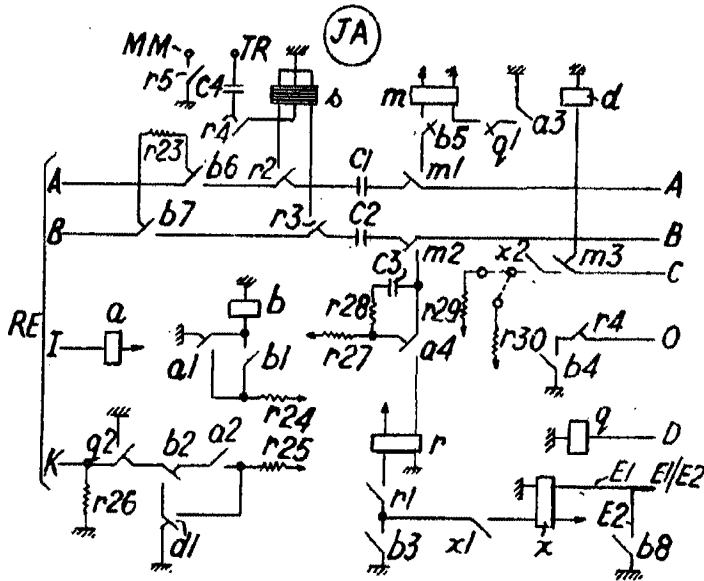 JA
MM
TR
r5
C4
s
m
d
r4
b5
q1
a3
r23
b6
r2
C1
m1
A
A
b7
r3
C2
B
B
m2
x2
m3
C
C3
RE
a
b
r28
r29
I
r27
a4
r30
r4
O
a1
b1
b4
r24
q
D
q2
b2
a2
r25
r
K
r26
d1
r1
E1
E1/E2
E2
b3
x1
x
b8